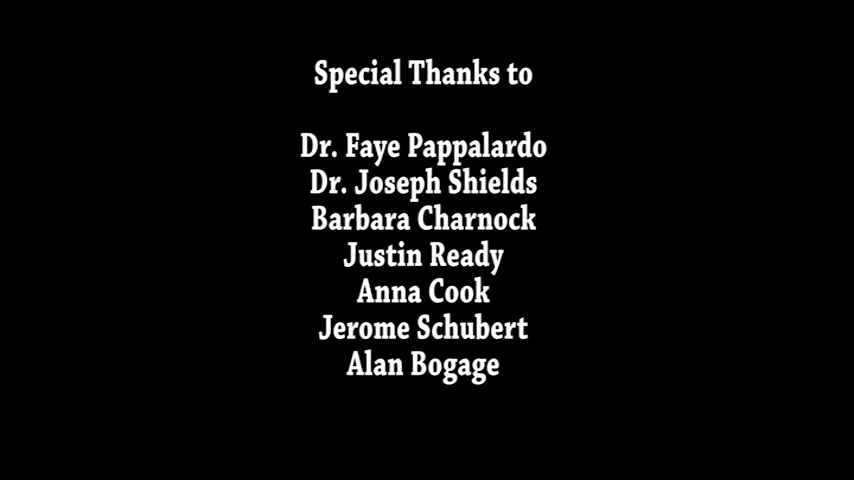 Special Thanks to
Dr. Faye Pappalardo
Dr. Joseph Shields
Barbara Charnock
Justin Ready
Anna Cook
Jerome Schubert
Alan Bogage